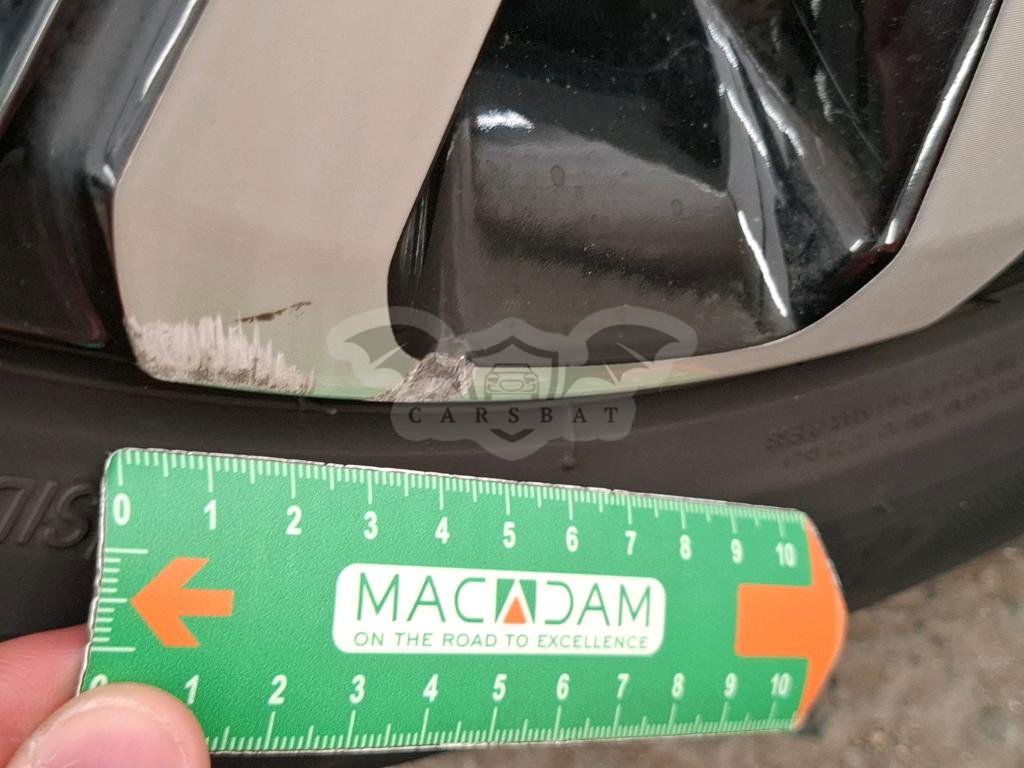 CARSBAT
0 1 2 3 4 5 6 7 8 9 10
MACADAM
ON THE ROAD TO EXCELLENCE
0 1 2 3 4 5 6 7 8 9 10